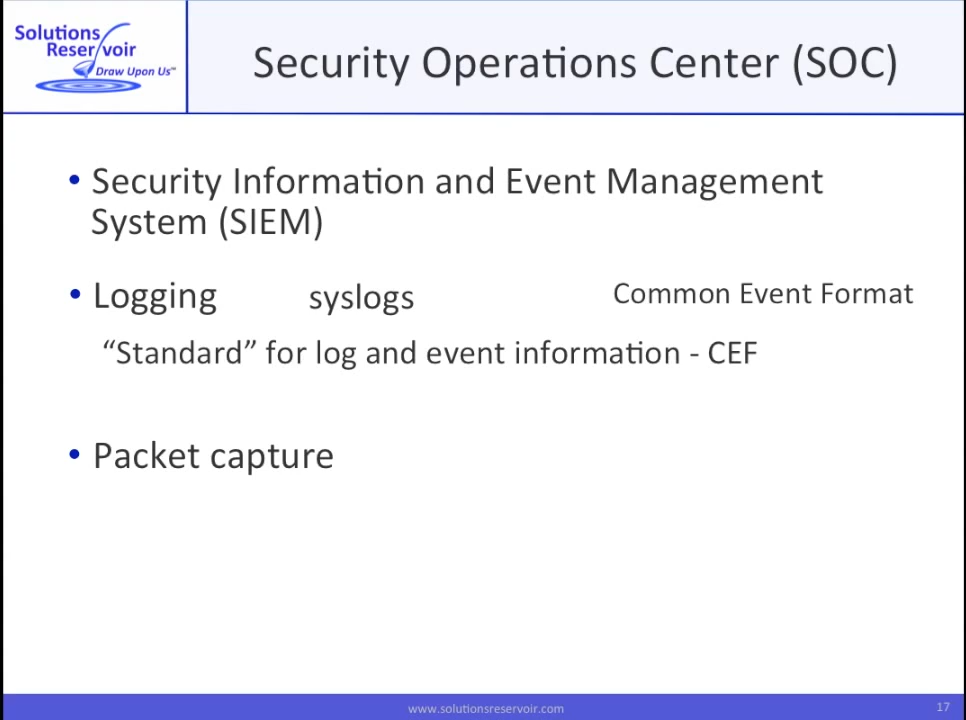 Solutions
Reservoir
Draw Upon Us™
Security Operations Center (SOC)
• Security Information and Event Management
System (SIEM)
• Logging syslogs Common Event Format
“Standard” for log and event information - CEF
• Packet capture
www.solutionsreservoir.com 17